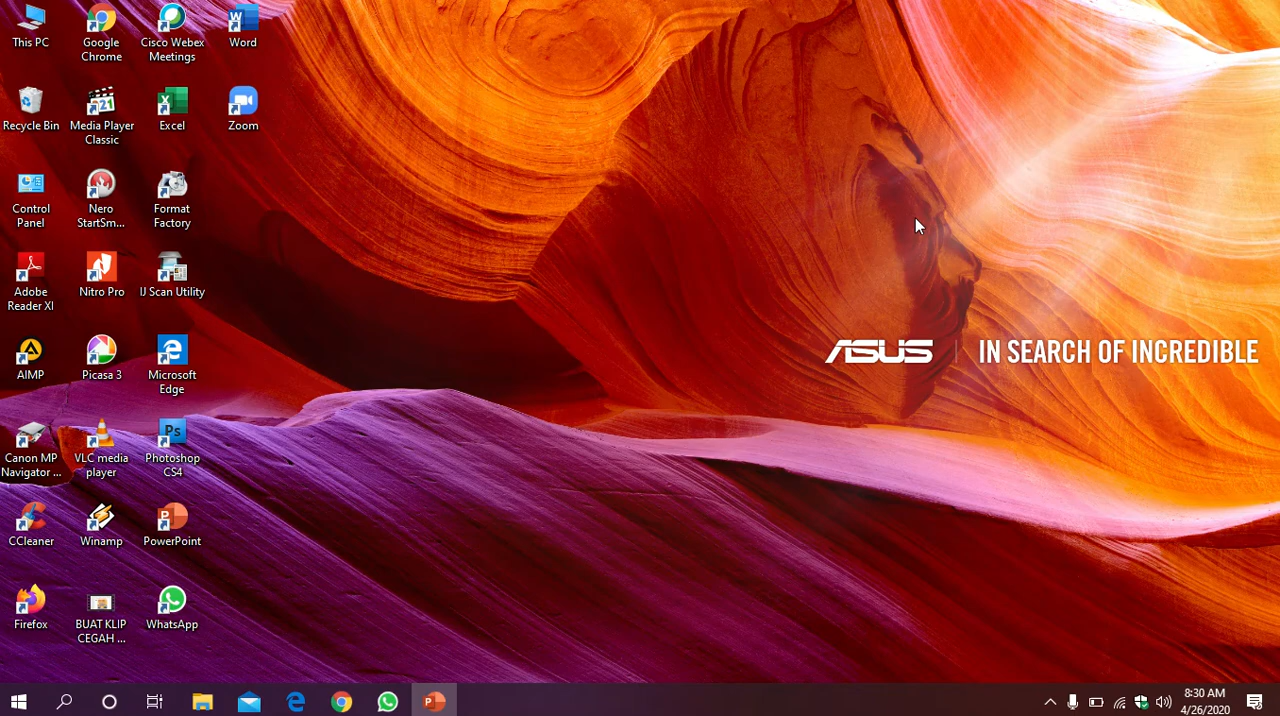 This PC
Google
Chrome
Cisco Webex
Meetings
Word
Recycle Bin
Media Player
Classic
Excel
Zoom
Control
Panel
Nero
StartSm...
Format
Factory
Adobe
Reader XI
Nitro Pro
IJ Scan Utility
AIMP
Picasa 3
Microsoft
Edge
Canon MP
Navigator ...
VLC media
player
Photoshop
CS4
CCleaner
Winamp
PowerPoint
Firefox
BUAT KLIP
CEGAH ...
WhatsApp
ASUS | IN SEARCH OF INCREDIBLE
8:30 AM
4/26/2020